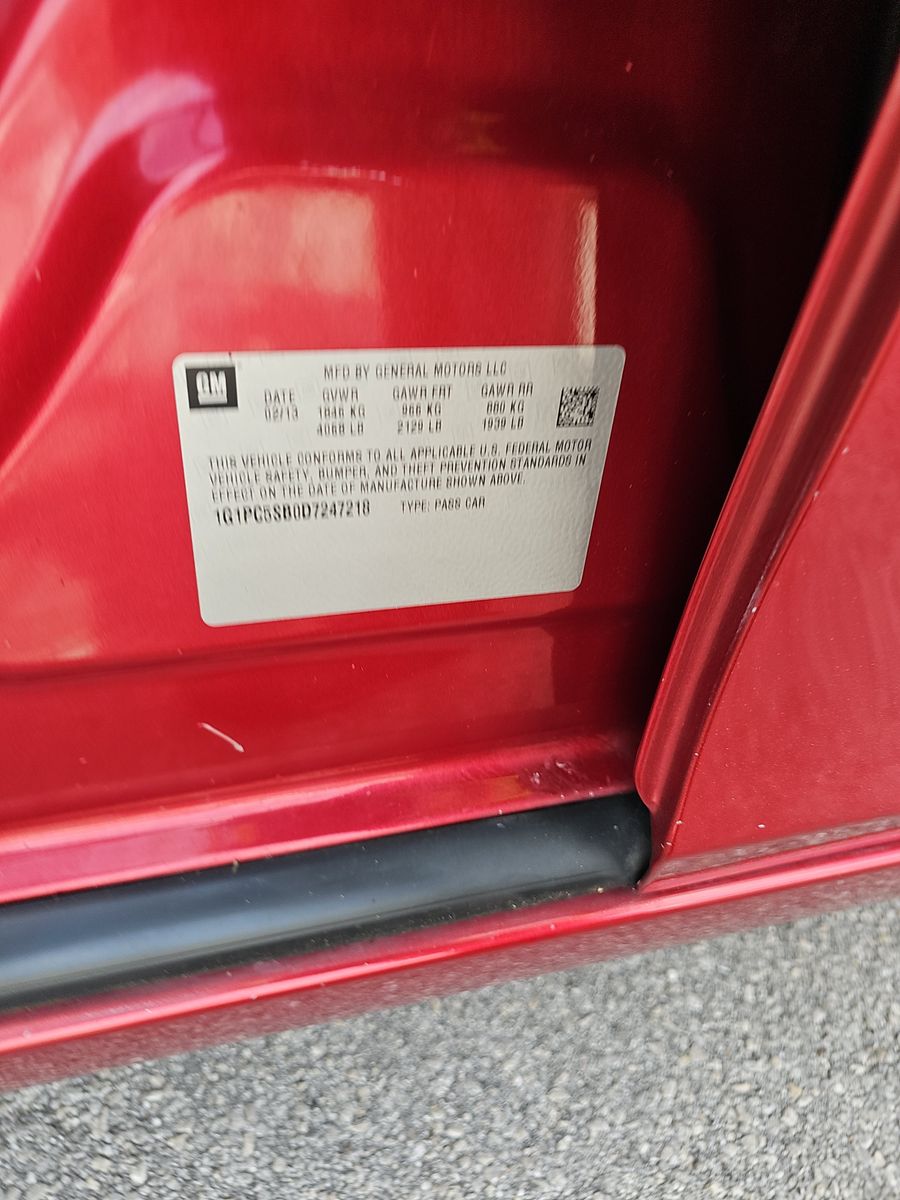 GM
MFD BY GENERAL MOTORS LLC
DATE GVWR GAWR FRT GAWR RR
02/13 1846 KG 966 KG 880 KG
4068 LB 2129 LB 1939 LB
THIS VEHICLE CONFORMS TO ALL APPLICABLE U.S. FEDERAL MOTOR
VEHICLE SAFETY, BUMPER, AND THEFT PREVENTION STANDARDS IN
EFFECT ON THE DATE OF MANUFACTURE SHOWN ABOVE.
1G1PC5SB0D7247218 TYPE: PASS CAR